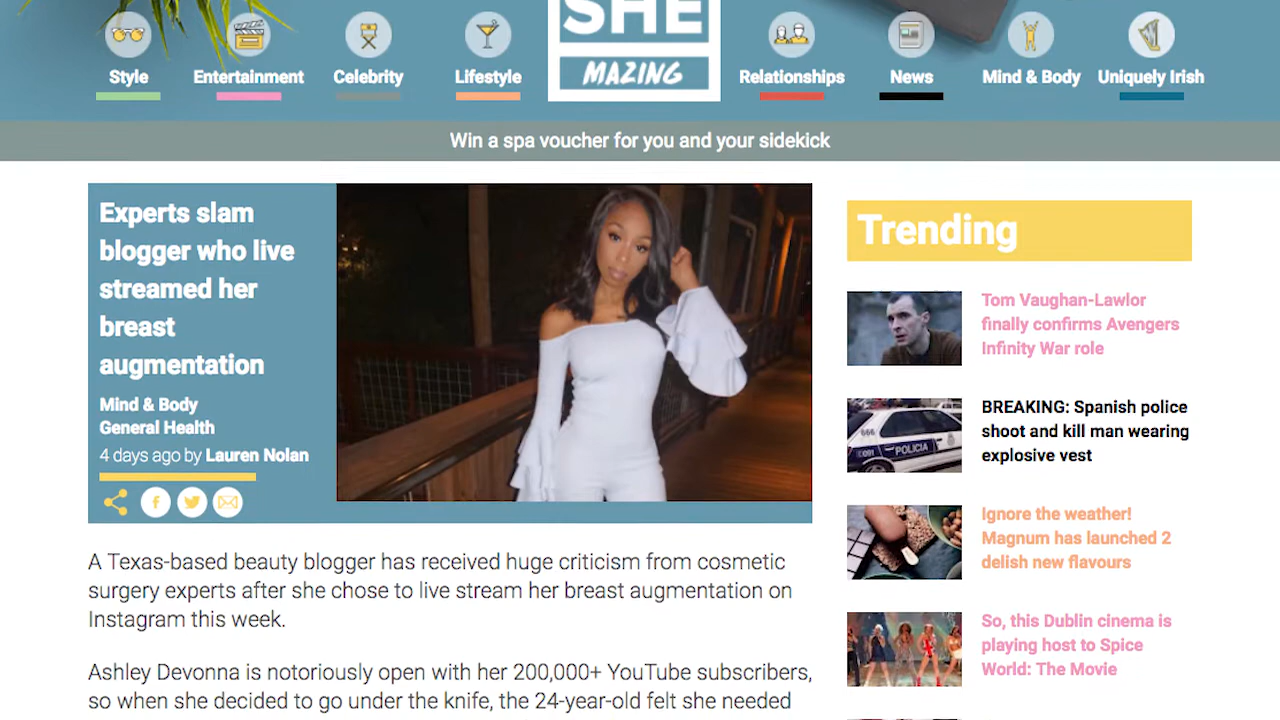 SHE
MAZING
Style
Entertainment
Celebrity
Lifestyle
Relationships
News
Mind & Body
Uniquely Irish
Win a spa voucher for you and your sidekick
Experts slam
blogger who live
streamed her
breast
augmentation
Mind & Body
General Health
4 days ago by Lauren Nolan
A Texas-based beauty blogger has received huge criticism from cosmetic
surgery experts after she chose to live stream her breast augmentation on
Instagram this week.
Ashley Devonna is notoriously open with her 200,000+ YouTube subscribers,
so when she decided to go under the knife, the 24-year-old felt she needed
Trending
Tom Vaughan-Lawlor
finally confirms Avengers
Infinity War role
BREAKING: Spanish police
shoot and kill man wearing
explosive vest
POLICIA
Ignore the weather!
Magnum has launched 2
delish new flavours
So, this Dublin cinema is
playing host to Spice
World: The Movie